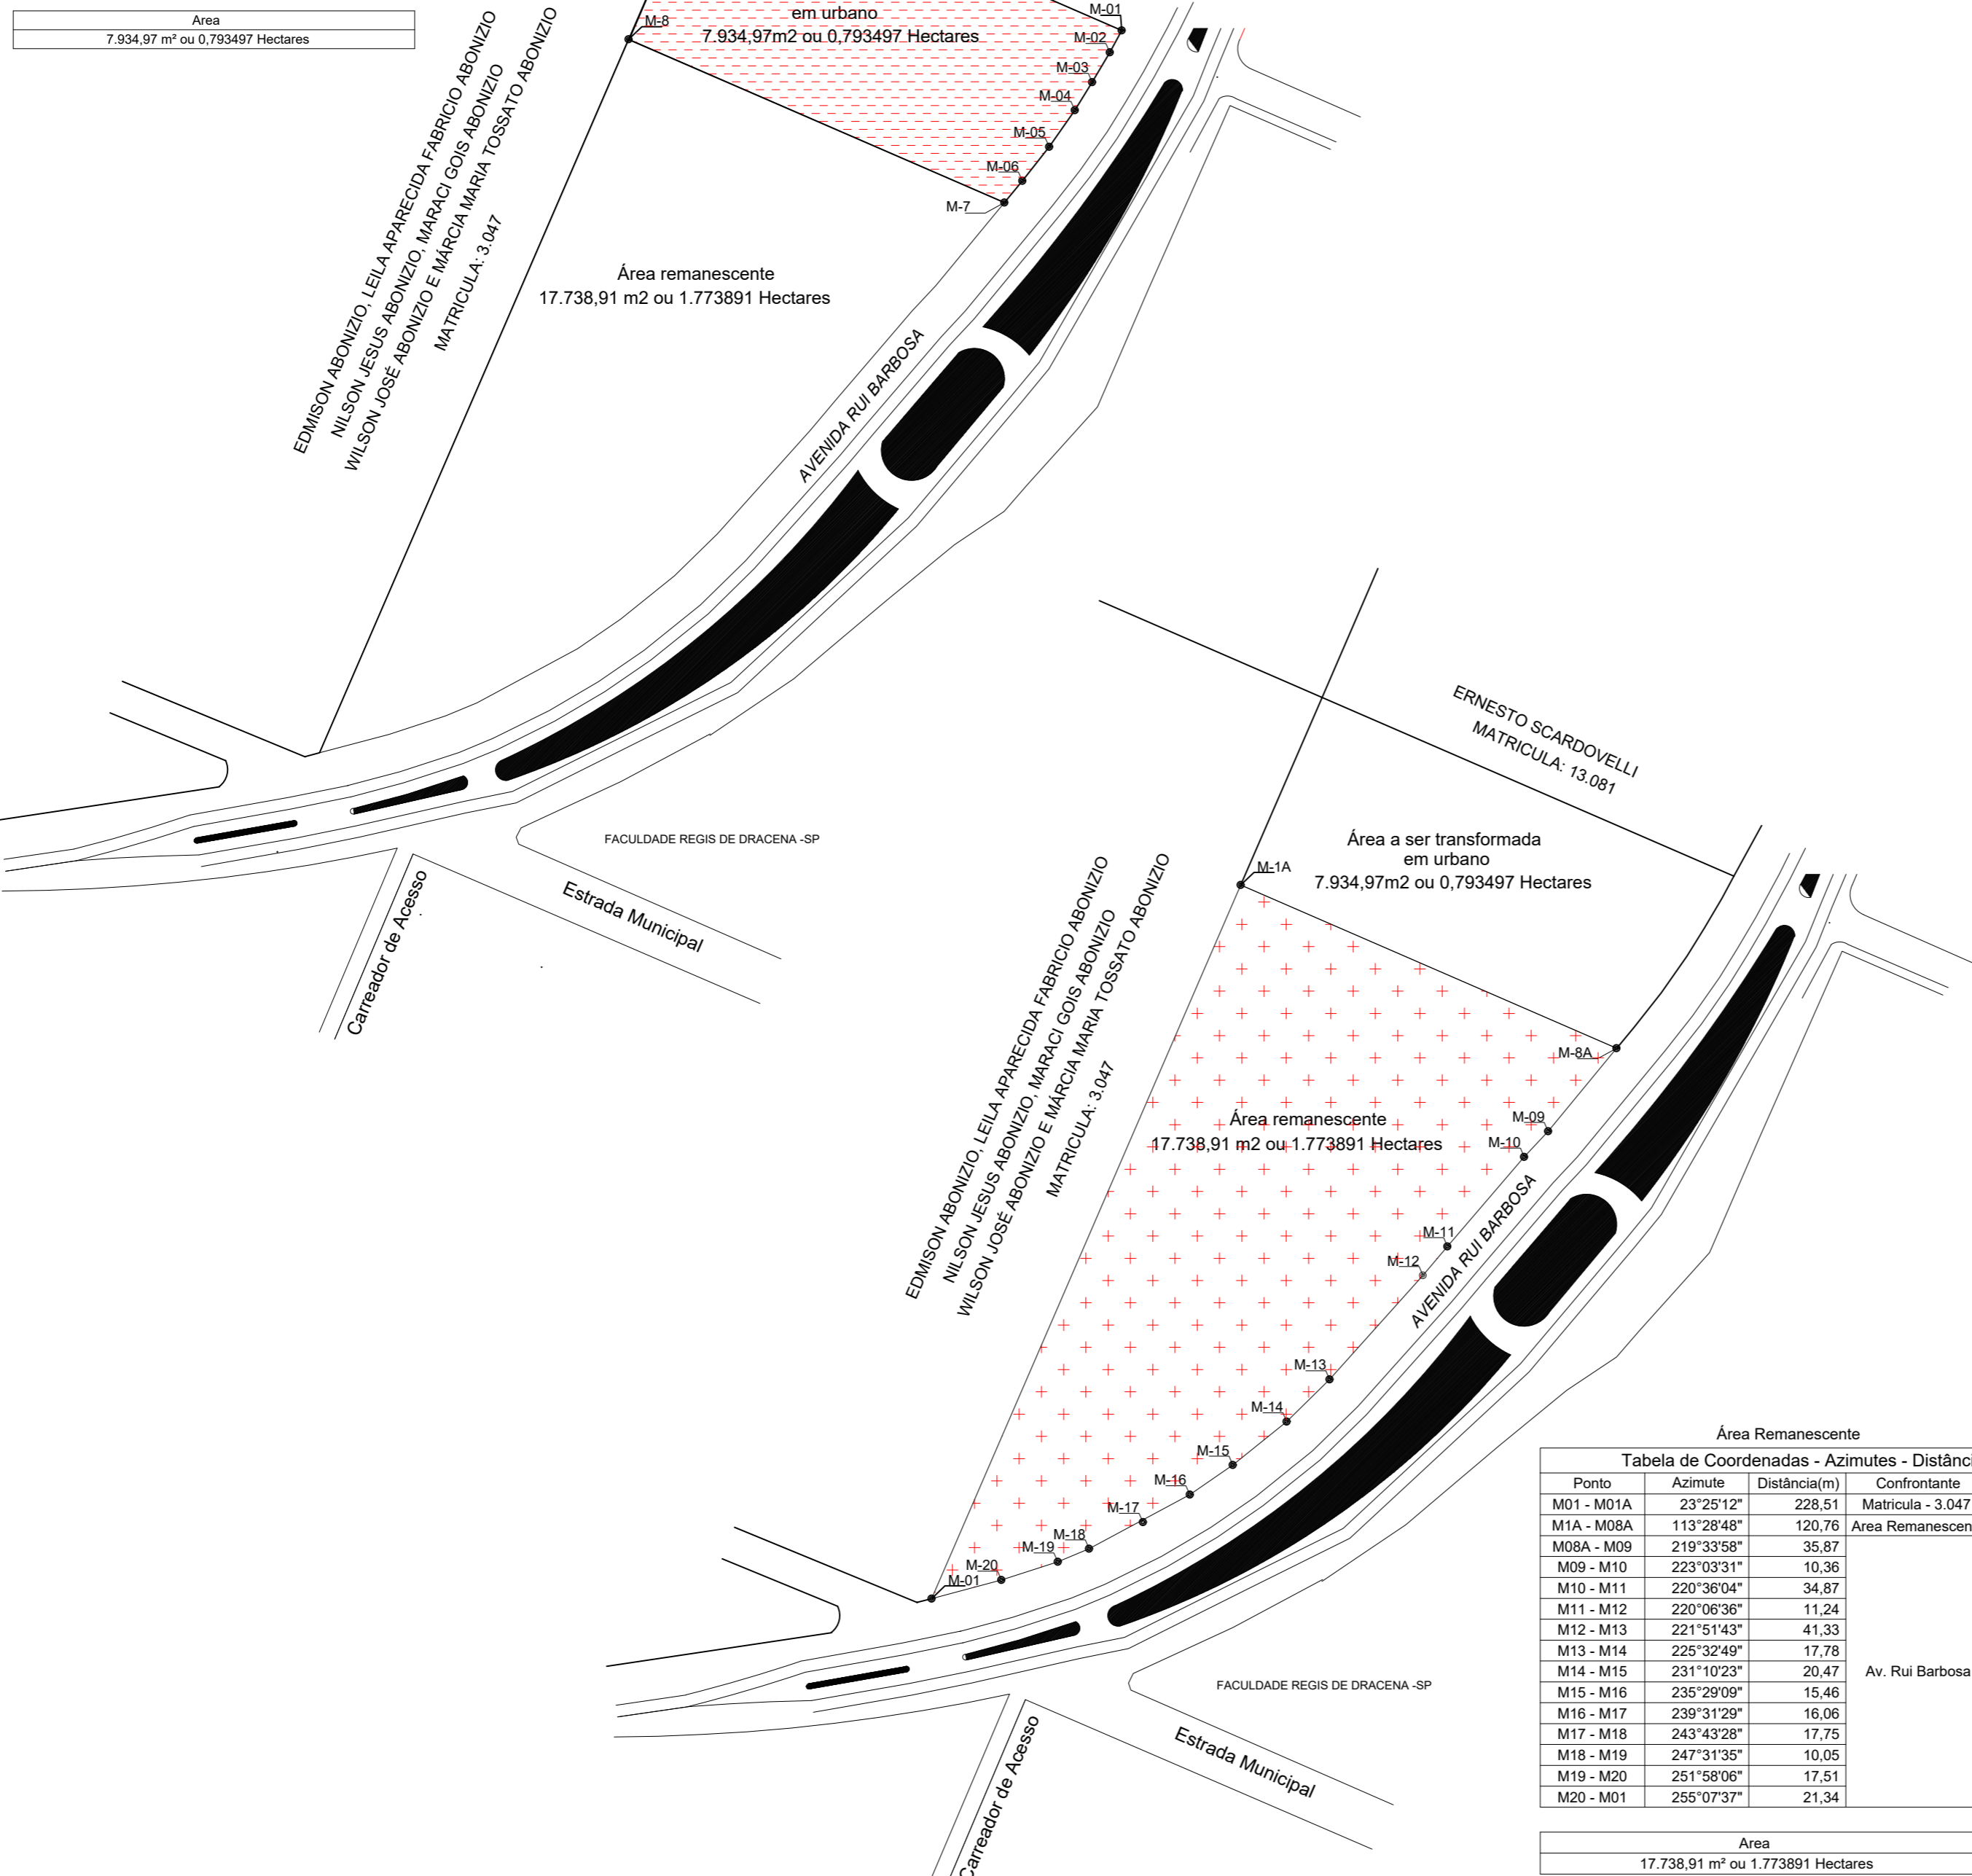 Area
7.934,97 m² ou 0,793497 Hectares
EDMISON ABONIZIO, LEILA APARECIDA FABRICIO ABONIZIO
NILSON JESUS ABONIZIO, MARACI GOIS ABONIZIO
WILSON JOSÉ ABONIZIO E MÁRCIA MARIA TOSSATO ABONIZIO
MATRICULA: 3.047
M-8
em urbano
7.934,97m2 ou 0,793497 Hectares
M-01
M-02
M-03
M-04
M-05
M-06
M-7
Área remanescente
17.738,91 m2 ou 1.773891 Hectares
AVENIDA RUI BARBOSA
FACULDADE REGIS DE DRACENA -SP
Estrada Municipal
Carreador de Acesso
ERNESTO SCARDOVELLI
MATRICULA: 13.081
Área a ser transformada
em urbano
7.934,97m2 ou 0,793497 Hectares
M-1A
EDMISON ABONIZIO, LEILA APARECIDA FABRICIO ABONIZIO
NILSON JESUS ABONIZIO, MARACI GOIS ABONIZIO
WILSON JOSÉ ABONIZIO E MÁRCIA MARIA TOSSATO ABONIZIO
MATRICULA: 3.047
M-8A
Área remanescente
17.738,91 m2 ou 1.773891 Hectares
M-09
M-10
M-11
M-12
AVENIDA RUI BARBOSA
M-13
M-14
M-15
M-16
M-17
M-18
M-19
M-20
M-01
FACULDADE REGIS DE DRACENA -SP
Estrada Municipal
Carreador de Acesso
Área Remanescente
Tabela de Coordenadas - Azimutes - Distânci
Ponto Azimute Distância(m) Confrontante
M01 - M01A 23°25'12" 228,51 Matricula - 3.047
M1A - M08A 113°28'48" 120,76 Area Remanescen
M08A - M09 219°33'58" 35,87
M09 - M10 223°03'31" 10,36
M10 - M11 220°36'04" 34,87
M11 - M12 220°06'36" 11,24
M12 - M13 221°51'43" 41,33
M13 - M14 225°32'49" 17,78
M14 - M15 231°10'23" 20,47 Av. Rui Barbosa
M15 - M16 235°29'09" 15,46
M16 - M17 239°31'29" 16,06
M17 - M18 243°43'28" 17,75
M18 - M19 247°31'35" 10,05
M19 - M20 251°58'06" 17,51
M20 - M01 255°07'37" 21,34
Area
17.738,91 m² ou 1.773891 Hectares